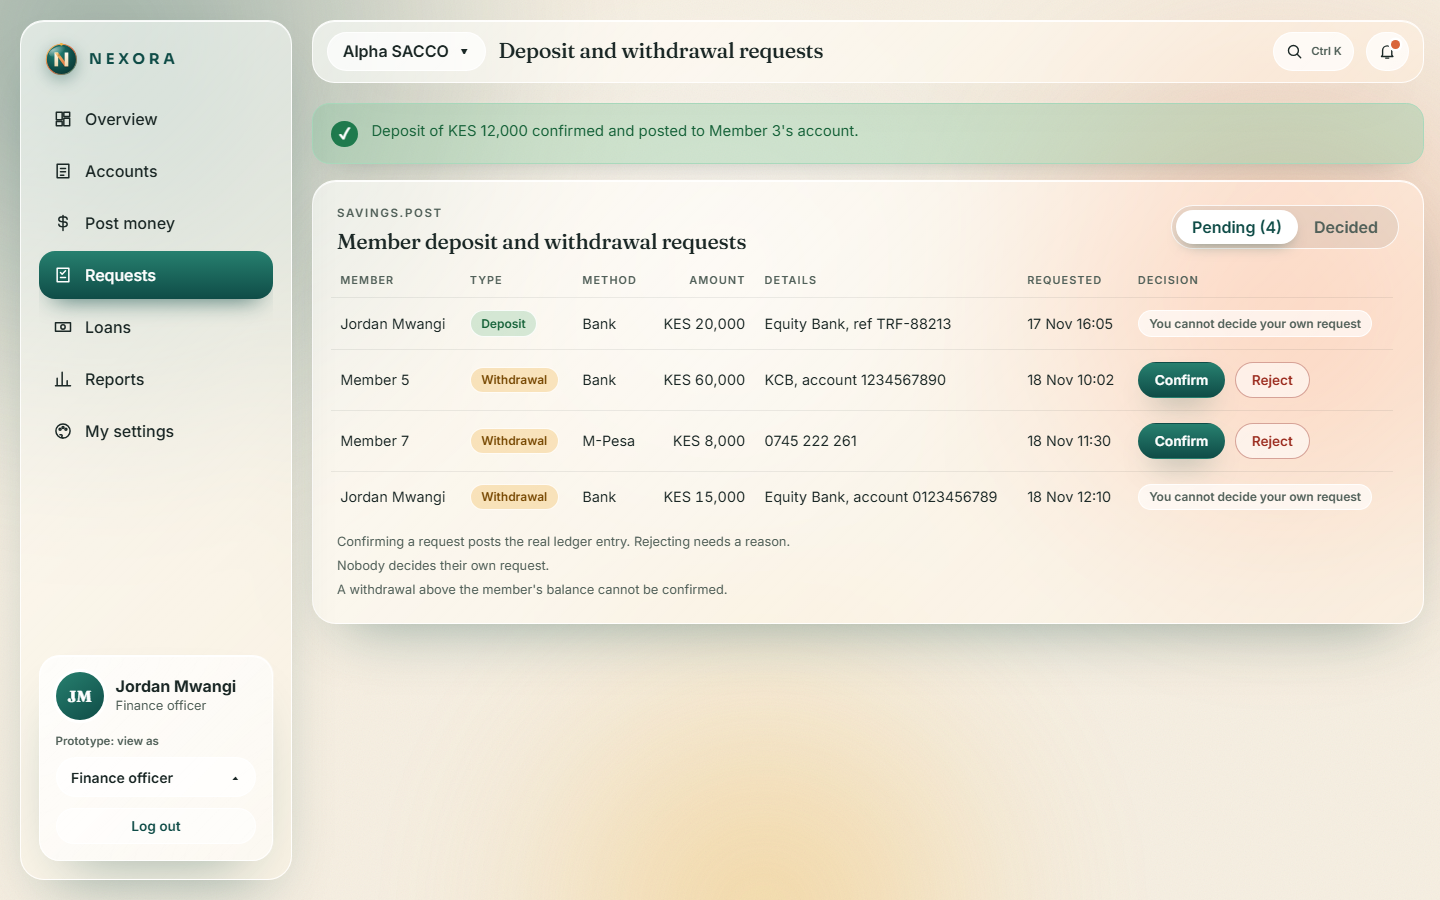 NEXORA
Overview
Accounts
Post money
Requests
Loans
Reports
My settings
JM
Jordan Mwangi
Finance officer
Prototype: view as
Finance officer
Log out
Alpha SACCO
Deposit and withdrawal requests
Ctrl K
Deposit of KES 12,000 confirmed and posted to Member 3's account.
SAVINGS.POST
Member deposit and withdrawal requests
Pending (4) Decided
MEMBER TYPE METHOD AMOUNT DETAILS REQUESTED DECISION
Jordan Mwangi Deposit Bank KES 20,000 Equity Bank, ref TRF-88213 17 Nov 16:05 You cannot decide your own request
Member 5 Withdrawal Bank KES 60,000 KCB, account 1234567890 18 Nov 10:02 Confirm Reject
Member 7 Withdrawal M-Pesa KES 8,000 0745 222 261 18 Nov 11:30 Confirm Reject
Jordan Mwangi Withdrawal Bank KES 15,000 Equity Bank, account 0123456789 18 Nov 12:10 You cannot decide your own request
Confirming a request posts the real ledger entry. Rejecting needs a reason.
Nobody decides their own request.
A withdrawal above the member's balance cannot be confirmed.